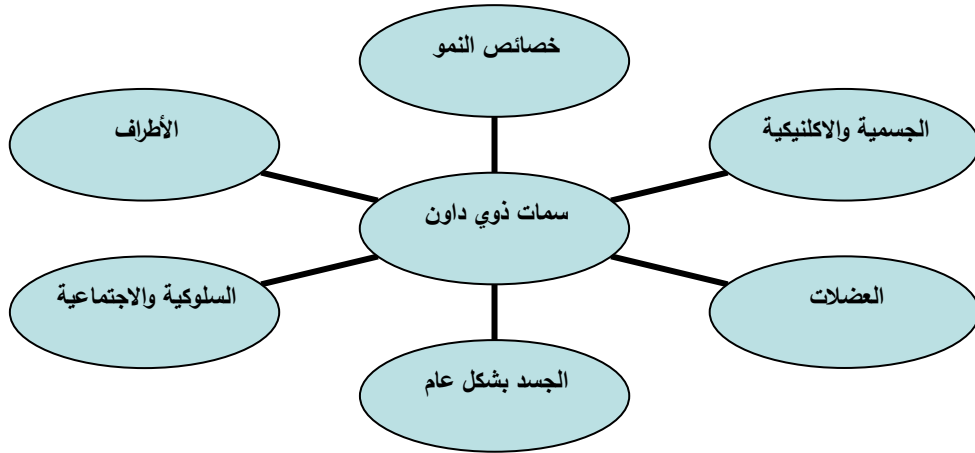 خصائص النمو
الجسمية والاكلنيكية
الأطراف
سمات ذوي داون
العضلات
السلوكية والاجتماعية
الجسد بشكل عام